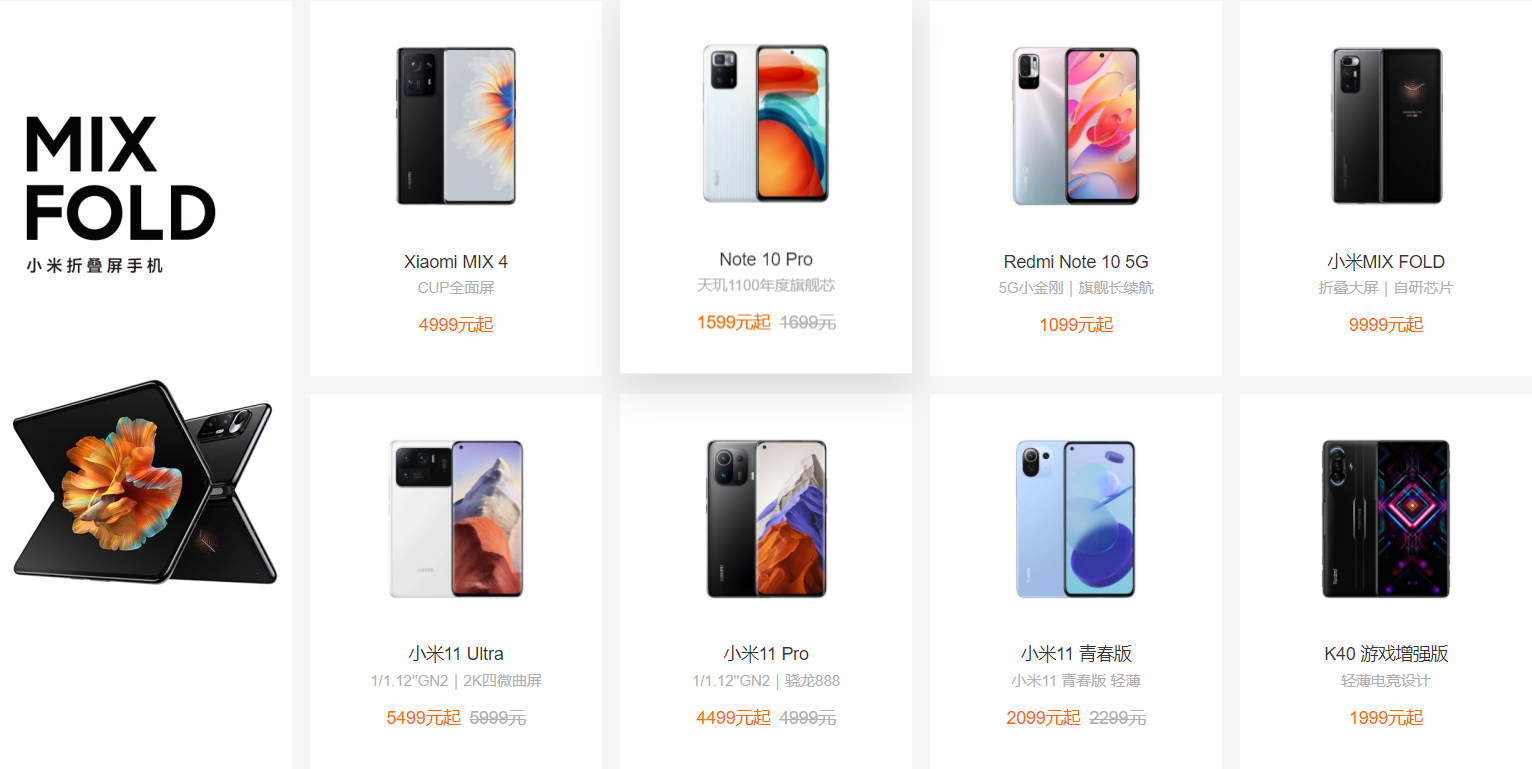 MIX
FOLD
小米折叠屏手机
Xiaomi MIX 4
CUP全面屏
4999元起
Note 10 Pro
天玑1100年度旗舰芯
1599元起 1699元
Redmi Note 10 5G
5G小金刚｜旗舰长续航
1099元起
小米MIX FOLD
折叠大屏｜自研芯片
9999元起
小米11 Ultra
1/1.12"GN2｜2K四微曲屏
5499元起 5999元
小米11 Pro
1/1.12"GN2｜骁龙888
4499元起 4999元
小米11 青春版
小米11 青春版 轻薄
2099元起 2299元
K40 游戏增强版
轻薄电竞设计
1999元起
Redmi